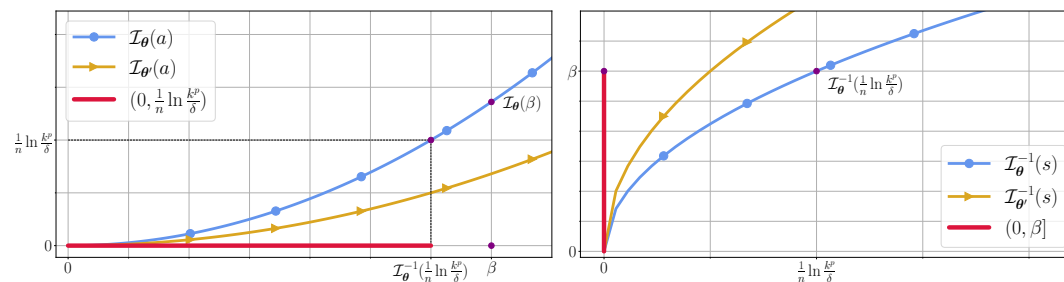 𝓘_𝜽(a)
𝓘_𝜽′(a)
(0, 1/n ln k^p/δ)
𝓘_𝜽(β)
1/n ln k^p/δ
0
0
𝓘_𝜽^{-1}(1/n ln k^p/δ)
β
β
𝓘_𝜽^{-1}(1/n ln k^p/δ)
𝓘_𝜽^{-1}(s)
𝓘_𝜽′^{-1}(s)
(0, β]
0
0
1/n ln k^p/δ